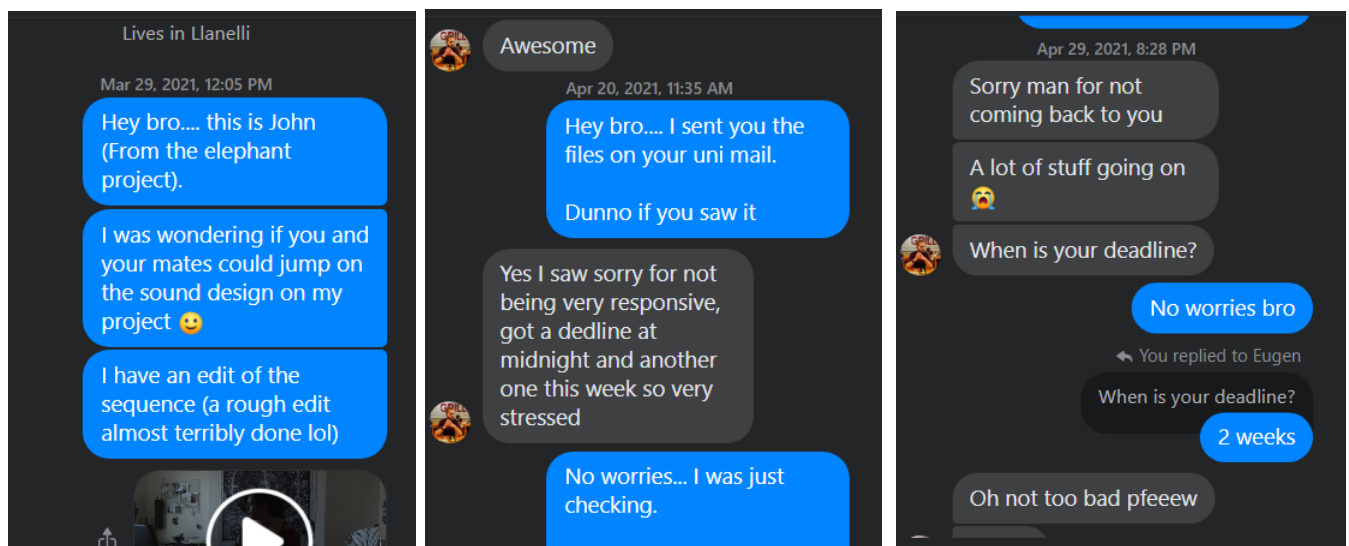 Lives in Llanelli
Mar 29, 2021, 12:05 PM
Hey bro.... this is John
(From the elephant
project).
I was wondering if you and
your mates could jump on
the sound design on my
project 🙂
I have an edit of the
sequence (a rough edit
almost terribly done lol)
GRILL
Awesome
Apr 20, 2021, 11:35 AM
Hey bro.... I sent you the
files on your uni mail.
Dunno if you saw it
Yes I saw sorry for not
being very responsive,
got a dedline at
midnight and another
one this week so very
stressed
GRILL
No worries... I was just
checking.
Apr 29, 2021, 8:28 PM
Sorry man for not
coming back to you
A lot of stuff going on
😭
When is your deadline?
GRILL
No worries bro
You replied to Eugen
When is your deadline?
2 weeks
Oh not too bad pfeeew